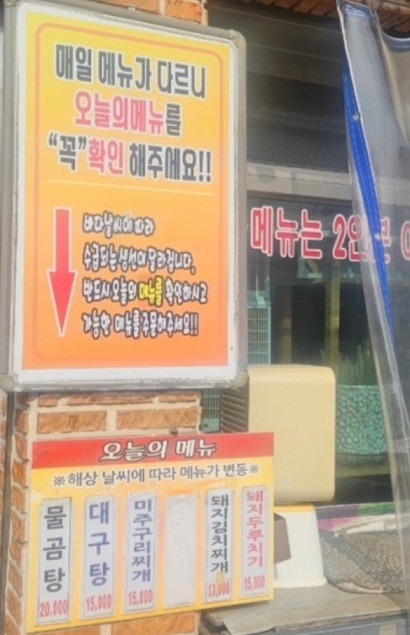 매일 메뉴가 다르니
오늘의메뉴를
“꼭”확인 해주세요!!
바다날씨에 따라
수급되는 생선이 달라집니다.
반드시 오늘의 메뉴를 확인하시고
가능한 메뉴를 주문해주세요!!
메뉴는 2인분
오늘의 메뉴
※해상 날씨에 따라 메뉴가 변동※
물곰탕
20,000
대구탕
15,000
미주구리찌개
15,000
돼지김치찌개
13,000
돼지두루치기
15,000